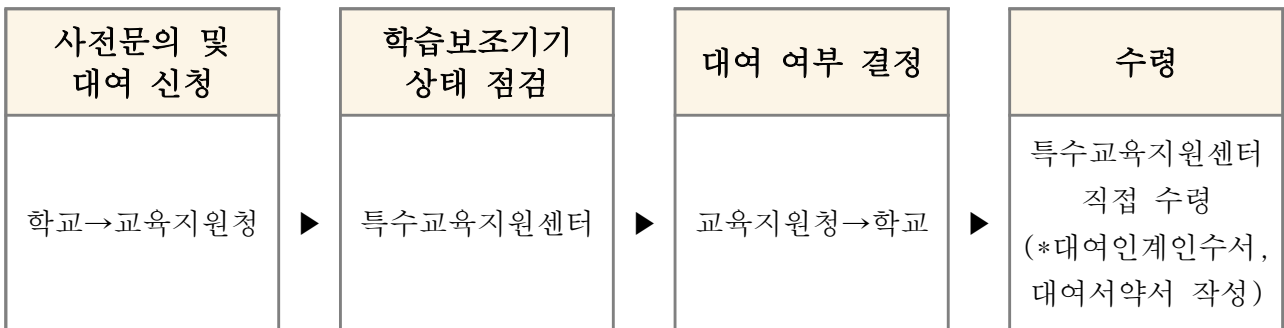 사전문의 및
대여 신청
학습보조기기
상태 점검
대여 여부 결정
수령
학교→교육지원청
▶
특수교육지원센터
▶
교육지원청→학교
▶
특수교육지원센터
직접 수령
(*대여인계인수서,
대여서약서 작성)